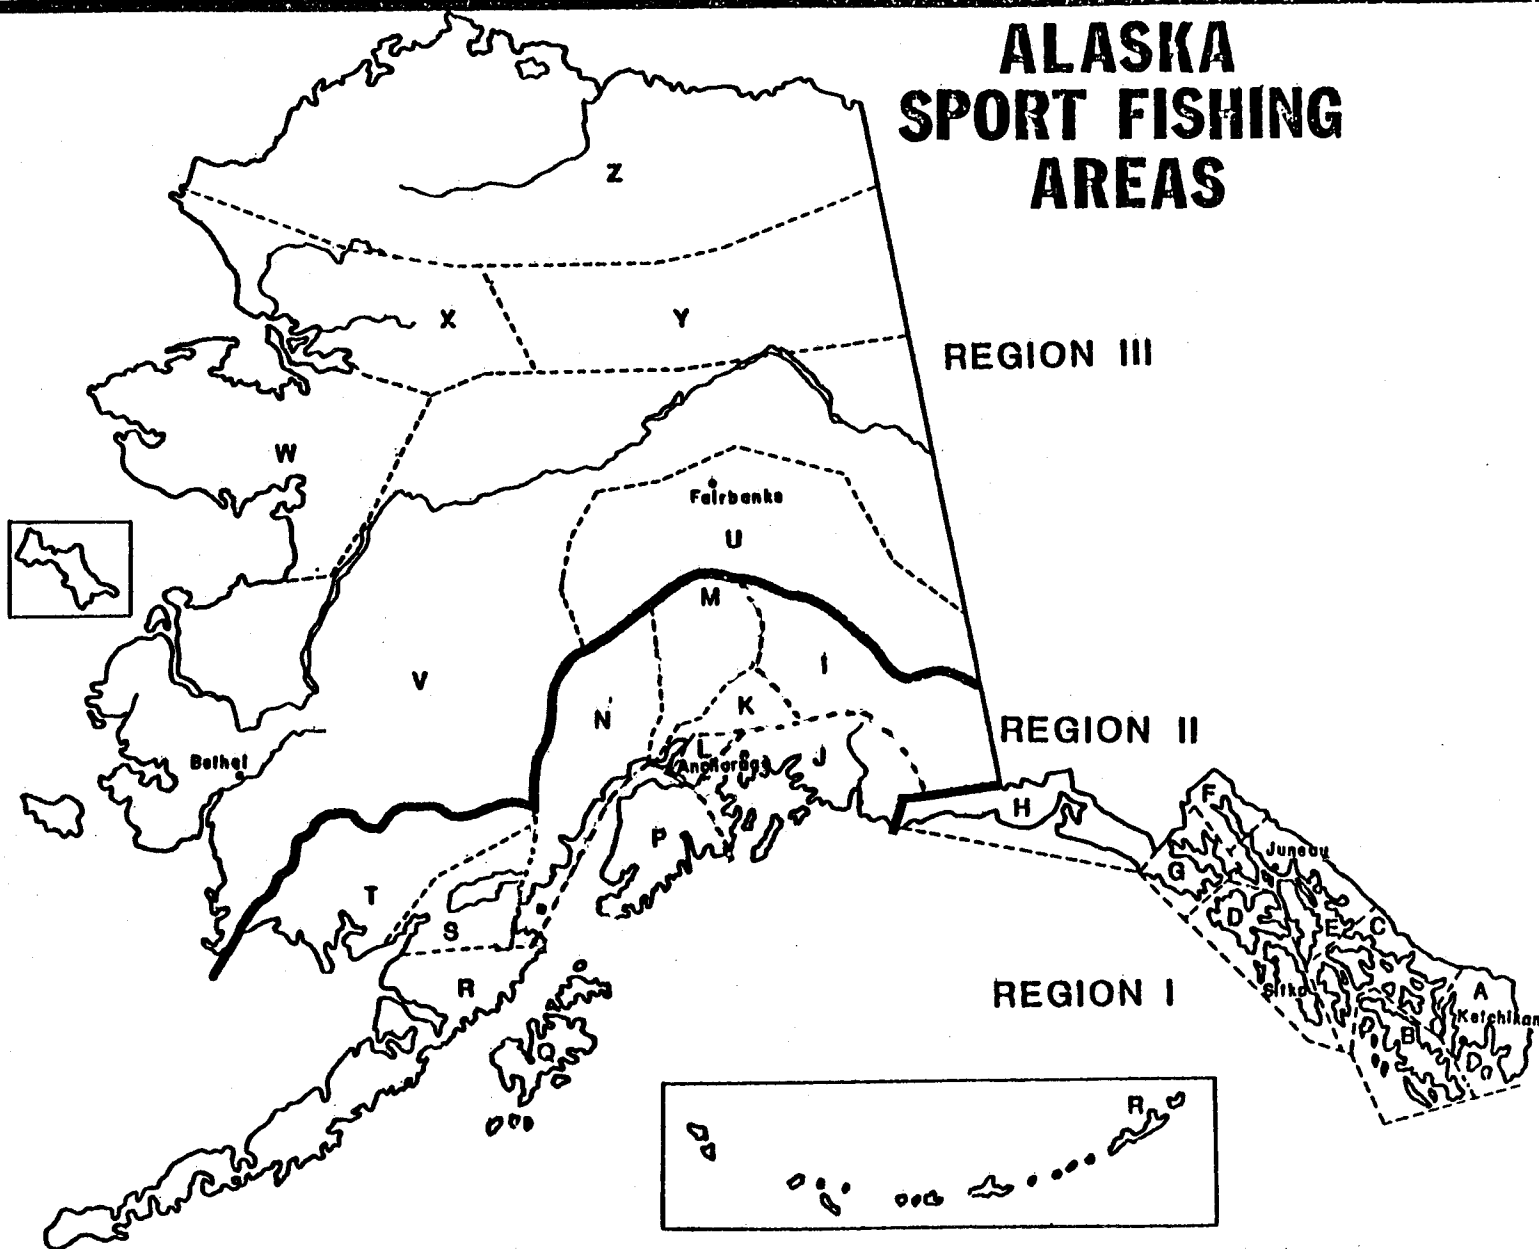 ALASKA
SPORT FISHING
AREAS
Z
X
Y
REGION III
W
Fairbanks
U
M
I
V
N
K
REGION II
L
Anchorage
J
Bethel
H
F
P
Juneau
G
T
D
E
C
S
R
REGION I
Sitka
A
Ketchikan
B
Q
R